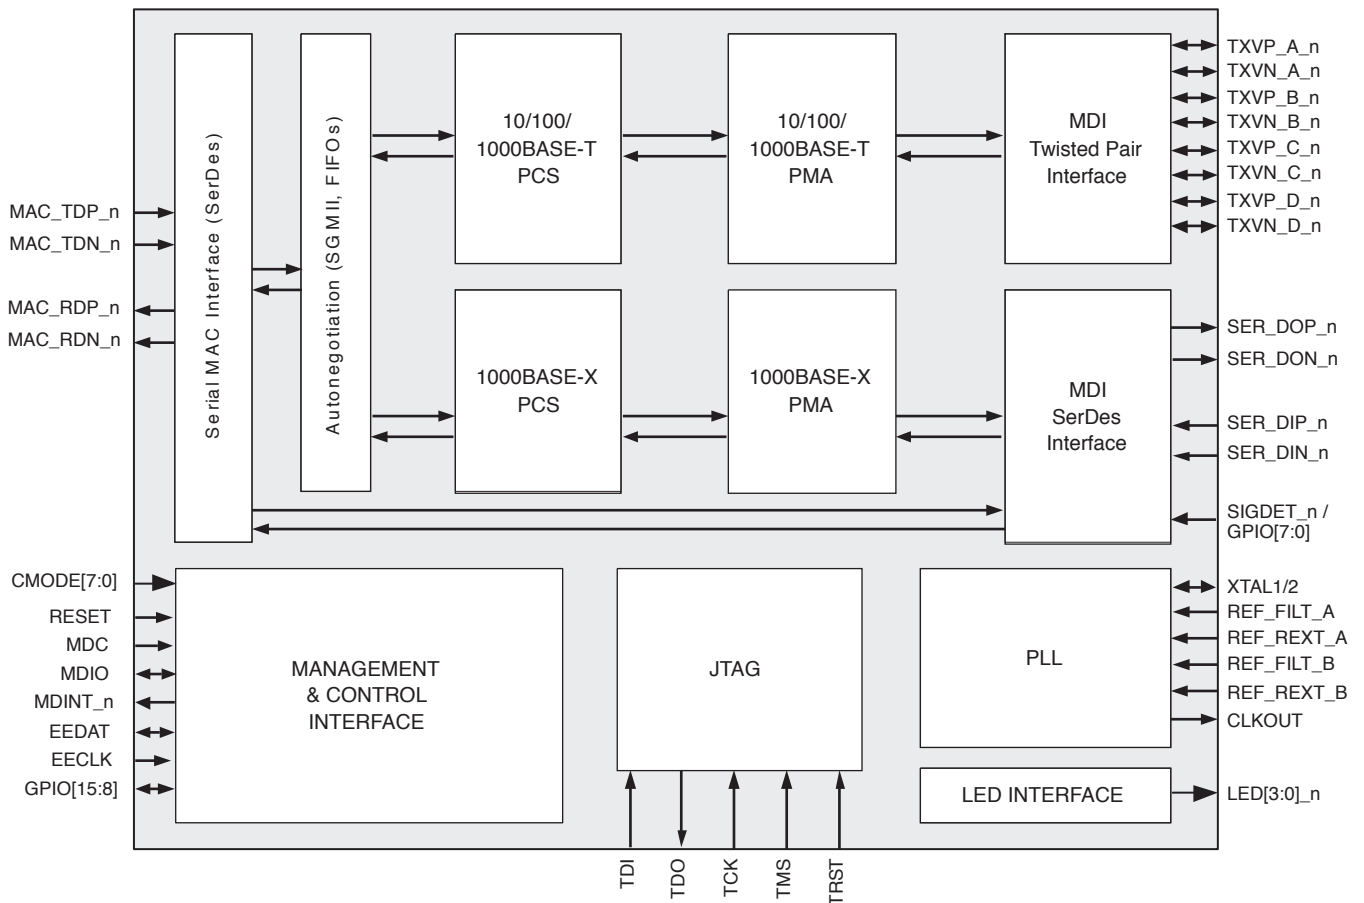 MAC_TDP_n
MAC_TDN_n
MAC_RDP_n
MAC_RDN_n
Serial MAC Interface (SerDes)
Autonegotiation (SGMII, FIFOs)
10/100/
1000BASE-T
PCS
10/100/
1000BASE-T
PMA
MDI
Twisted Pair
Interface
TXVP_A_n
TXVN_A_n
TXVP_B_n
TXVN_B_n
TXVP_C_n
TXVN_C_n
TXVP_D_n
TXVN_D_n
1000BASE-X
PCS
1000BASE-X
PMA
MDI
SerDes
Interface
SER_DOP_n
SER_DON_n
SER_DIP_n
SER_DIN_n
SIGDET_n /
GPIO[7:0]
CMODE[7:0]
RESET
MDC
MDIO
MDINT_n
EEDAT
EECLK
GPIO[15:8]
MANAGEMENT
& CONTROL
INTERFACE
JTAG
TDI
TDO
TCK
TMS
TRST
PLL
XTAL1/2
REF_FILT_A
REF_REXT_A
REF_FILT_B
REF_REXT_B
CLKOUT
LED INTERFACE
LED[3:0]_n